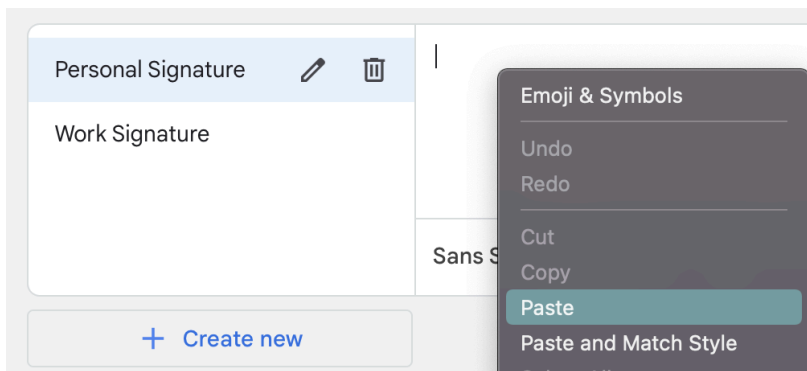 Personal Signature
Work Signature
Create new
Sans
Emoji & Symbols
Undo
Redo
Cut
Copy
Paste
Paste and Match Style